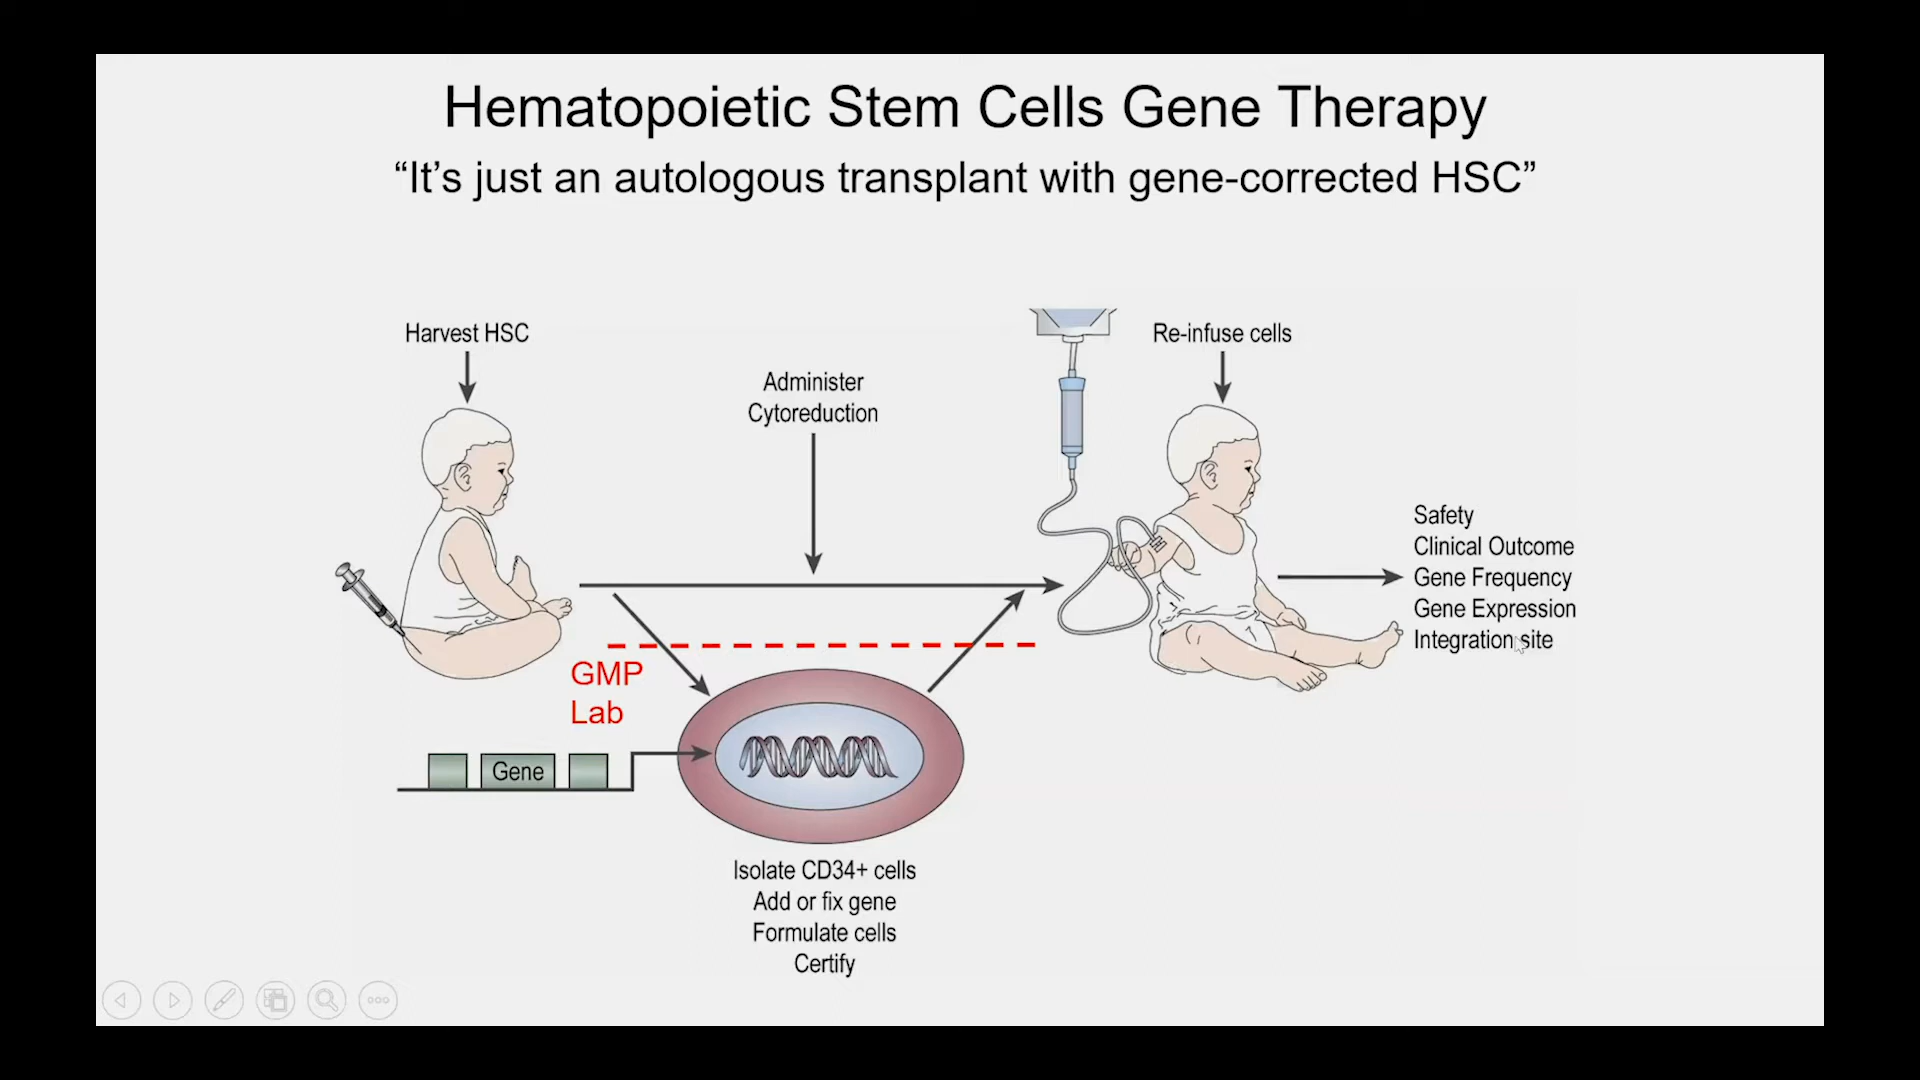 Hematopoietic Stem Cells Gene Therapy
“It’s just an autologous transplant with gene-corrected HSC”
Harvest HSC
Administer
Cytoreduction
Re-infuse cells
Safety
Clinical Outcome
Gene Frequency
Gene Expression
Integration site
GMP
Lab
Gene
Isolate CD34+ cells
Add or fix gene
Formulate cells
Certify